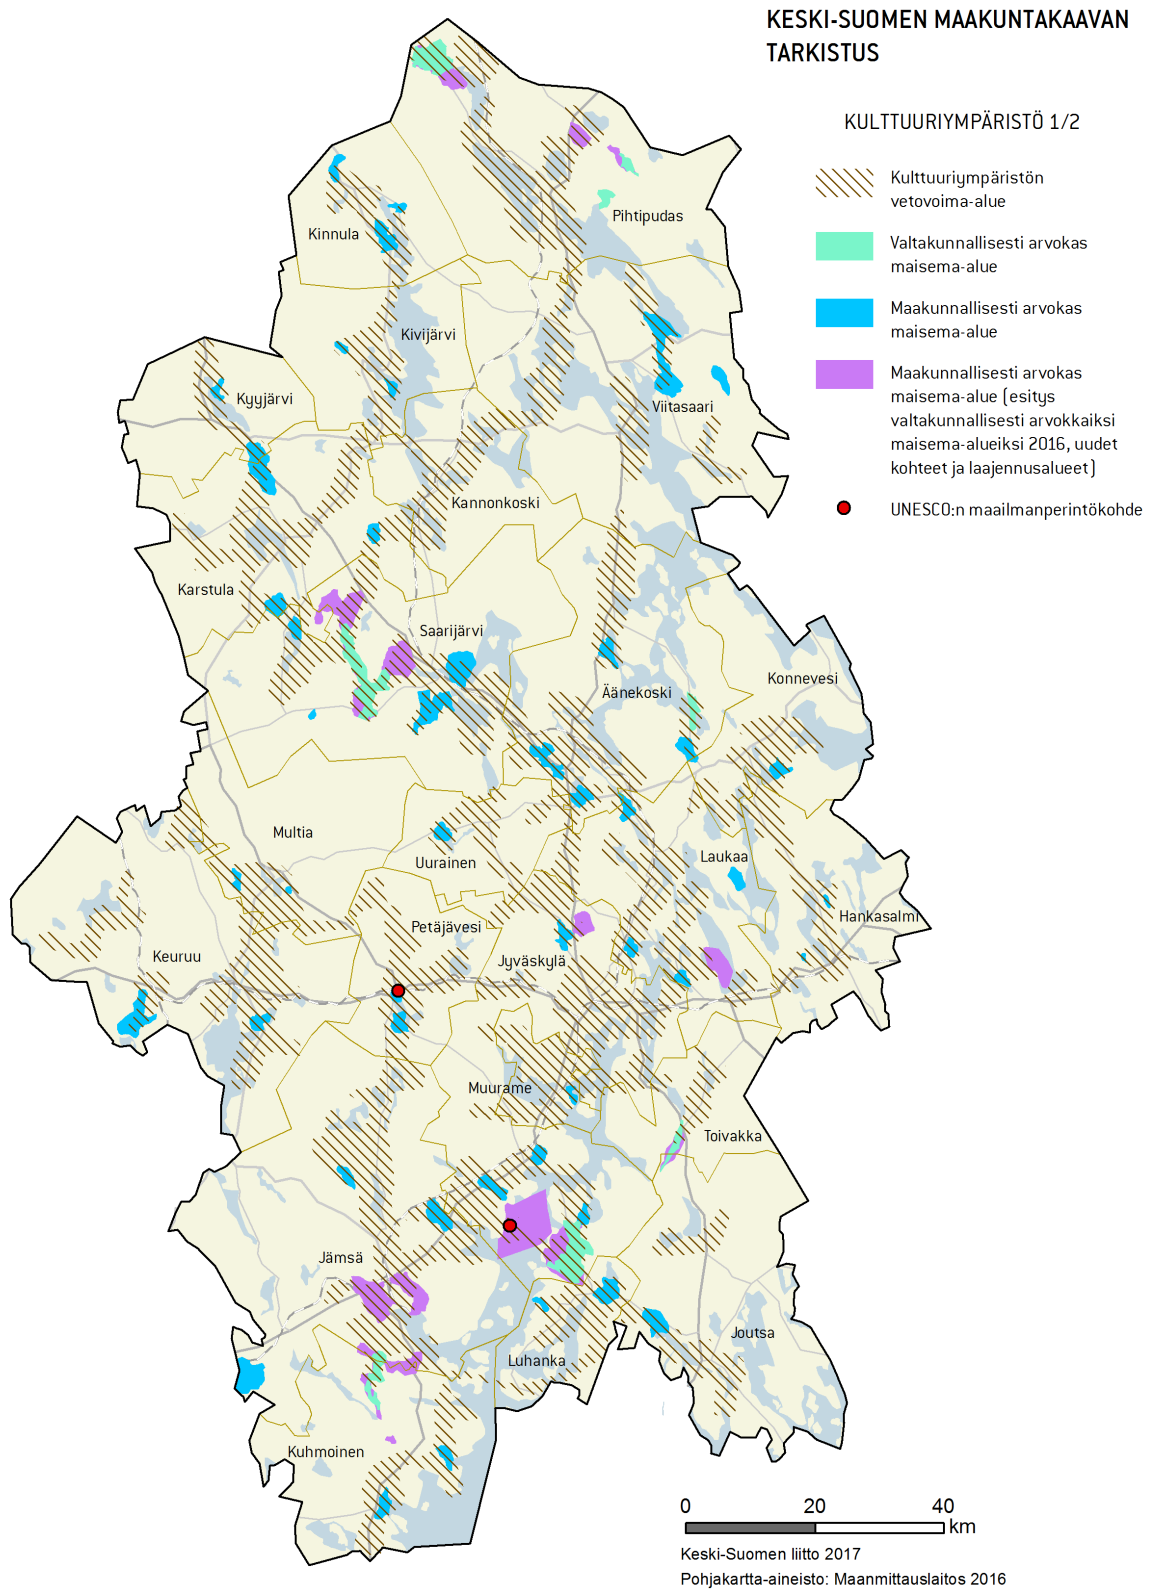 KESKI-SUOMEN MAAKUNTAKAAVAN
TARKISTUS
KULTTUURIYMPÄRISTÖ 1/2
Kulttuuriympäristön
vetovoima-alue
Valtakunnallisesti arvokas
maisema-alue
Maakunnallisesti arvokas
maisema-alue
Maakunnallisesti arvokas
maisema-alue (esitys
valtakunnallisesti arvokkaiksi
maisema-alueiksi 2016, uudet
kohteet ja laajennusalueet)
UNESCO:n maailmanperintökohde
Pihtipudas
Kinnula
Kivijärvi
Kyyjärvi
Viitasaari
Kannonkoski
Karstula
Saarijärvi
Konnevesi
Äänekoski
Multia
Uurainen
Laukaa
Hankasalmi
Petäjävesi
Keuruu
Jyväskylä
Muurame
Toivakka
Jämsä
Joutsa
Luhanka
Kuhmoinen
0 20 40
km
Keski-Suomen liitto 2017
Pohjakartta-aineisto: Maanmittauslaitos 2016